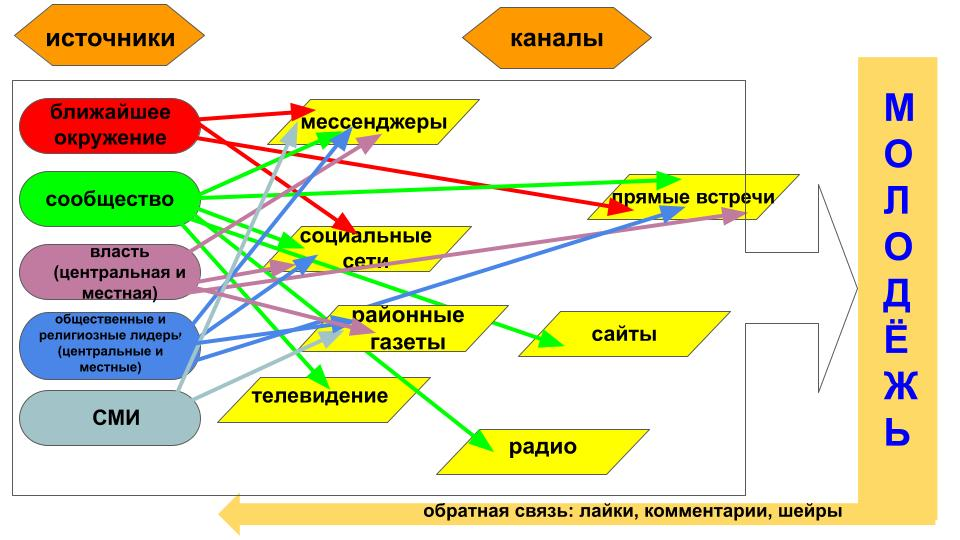 источники
каналы
ближайшее
окружение
сообщество
власть
(центральная и
местная)
общественные и
религиозные лидеры
(центральные и
местные)
СМИ
мессенджеры
прямые встречи
социальные
сети
районные
газеты
сайты
телевидение
радио
МОЛОДЁЖЬ
обратная связь: лайки, комментарии, шейры